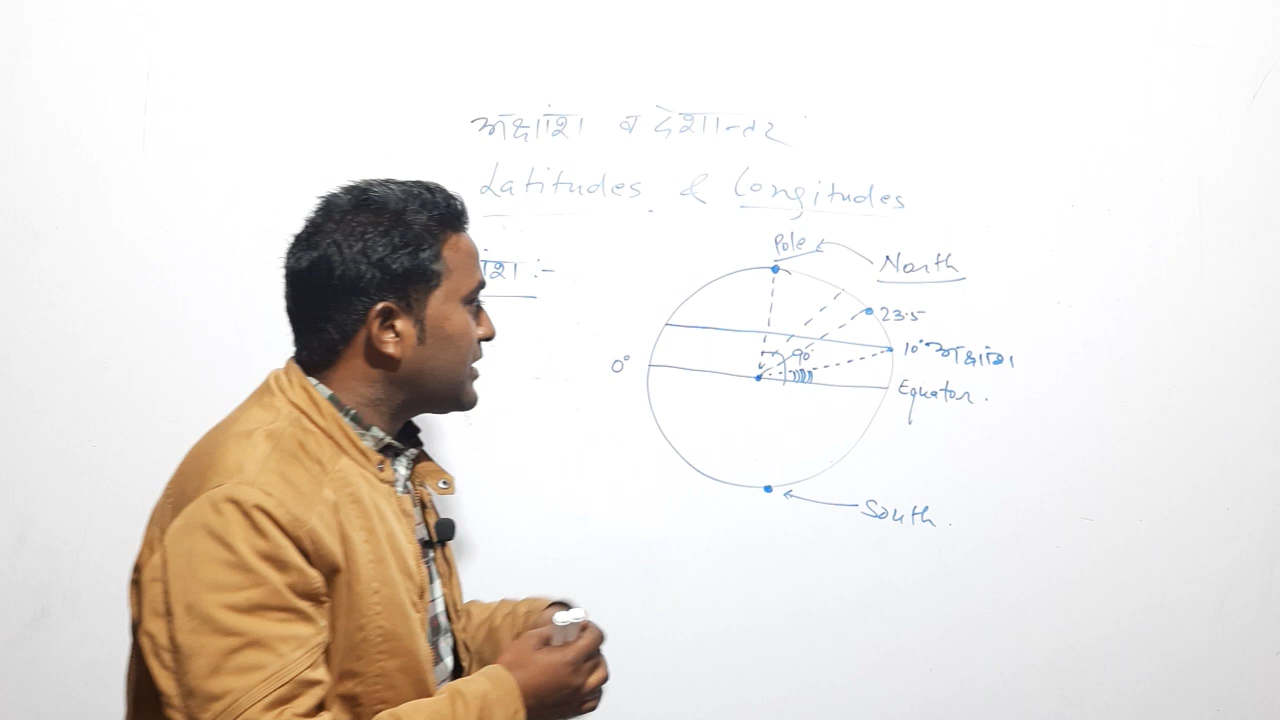 अक्षांश व देशान्तर
Latitudes & Longitudes
ांश :-
Pole
North
23.5
10° अक्षांश
90°
0°
Equator.
South.